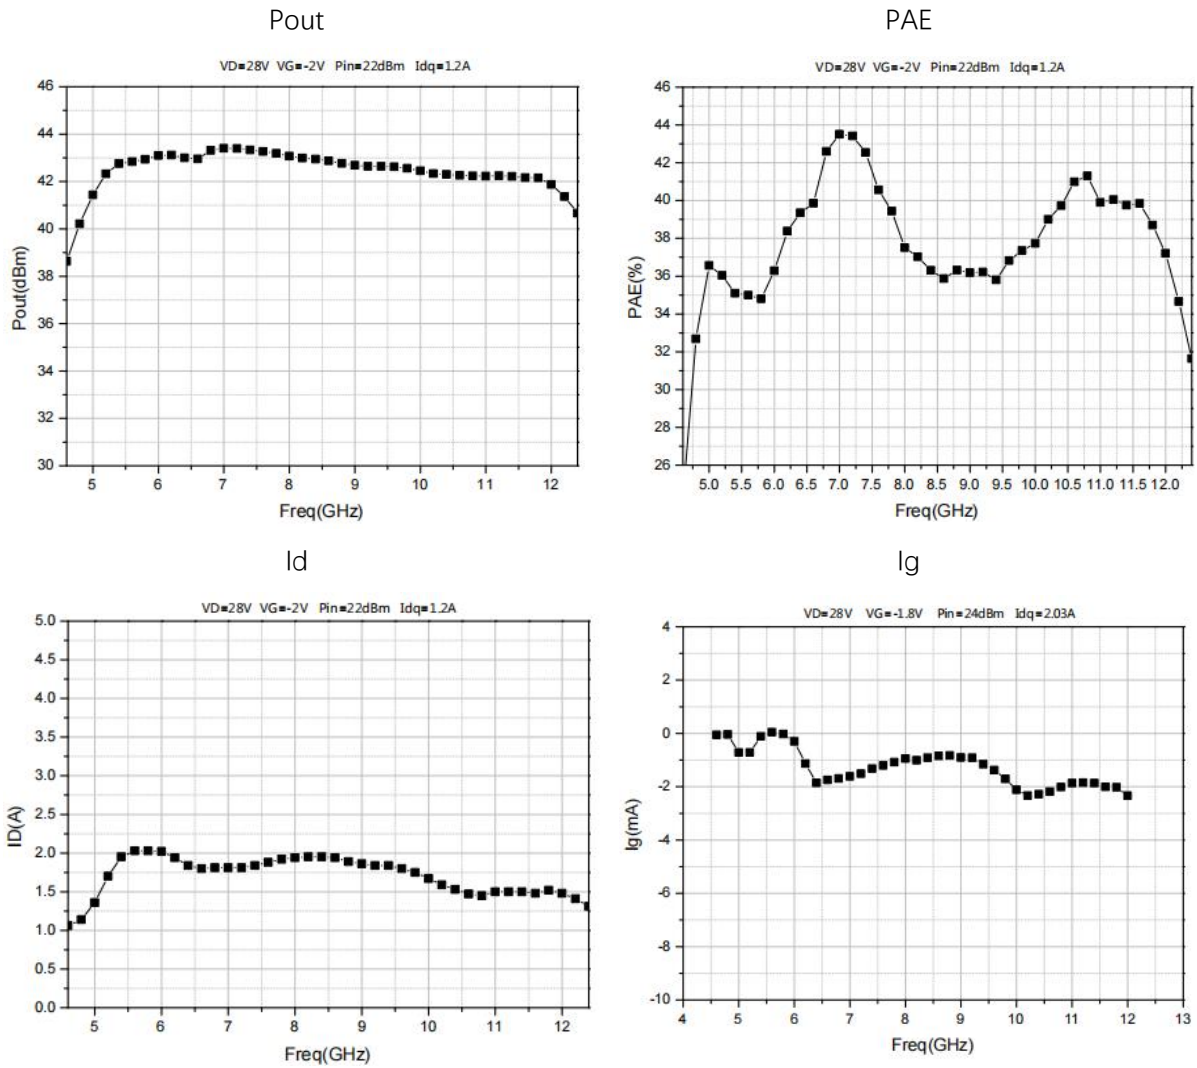 Pout
PAE
VD=28V VG=-2V Pin=22dBm Idq=1.2A
46
44
42
40
38
36
34
32
30
Pout(dBm)
5 6 7 8 9 10 11 12
Freq(GHz)
VD=28V VG=-2V Pin=22dBm Idq=1.2A
46
44
42
40
38
36
34
32
30
28
26
PAE(%)
5.0 5.5 6.0 6.5 7.0 7.5 8.0 8.5 9.0 9.5 10.0 10.5 11.0 11.5 12.0
Freq(GHz)
Id
Ig
VD=28V VG=-2V Pin=22dBm Idq=1.2A
5.0
4.5
4.0
3.5
3.0
2.5
2.0
1.5
1.0
0.5
0.0
ID(A)
5 6 7 8 9 10 11 12
Freq(GHz)
VD=28V VG=-1.8V Pin=24dBm Idq=2.03A
4
2
0
-2
-4
-6
-8
-10
Ig(mA)
4 5 6 7 8 9 10 11 12 13
Freq(GHz)